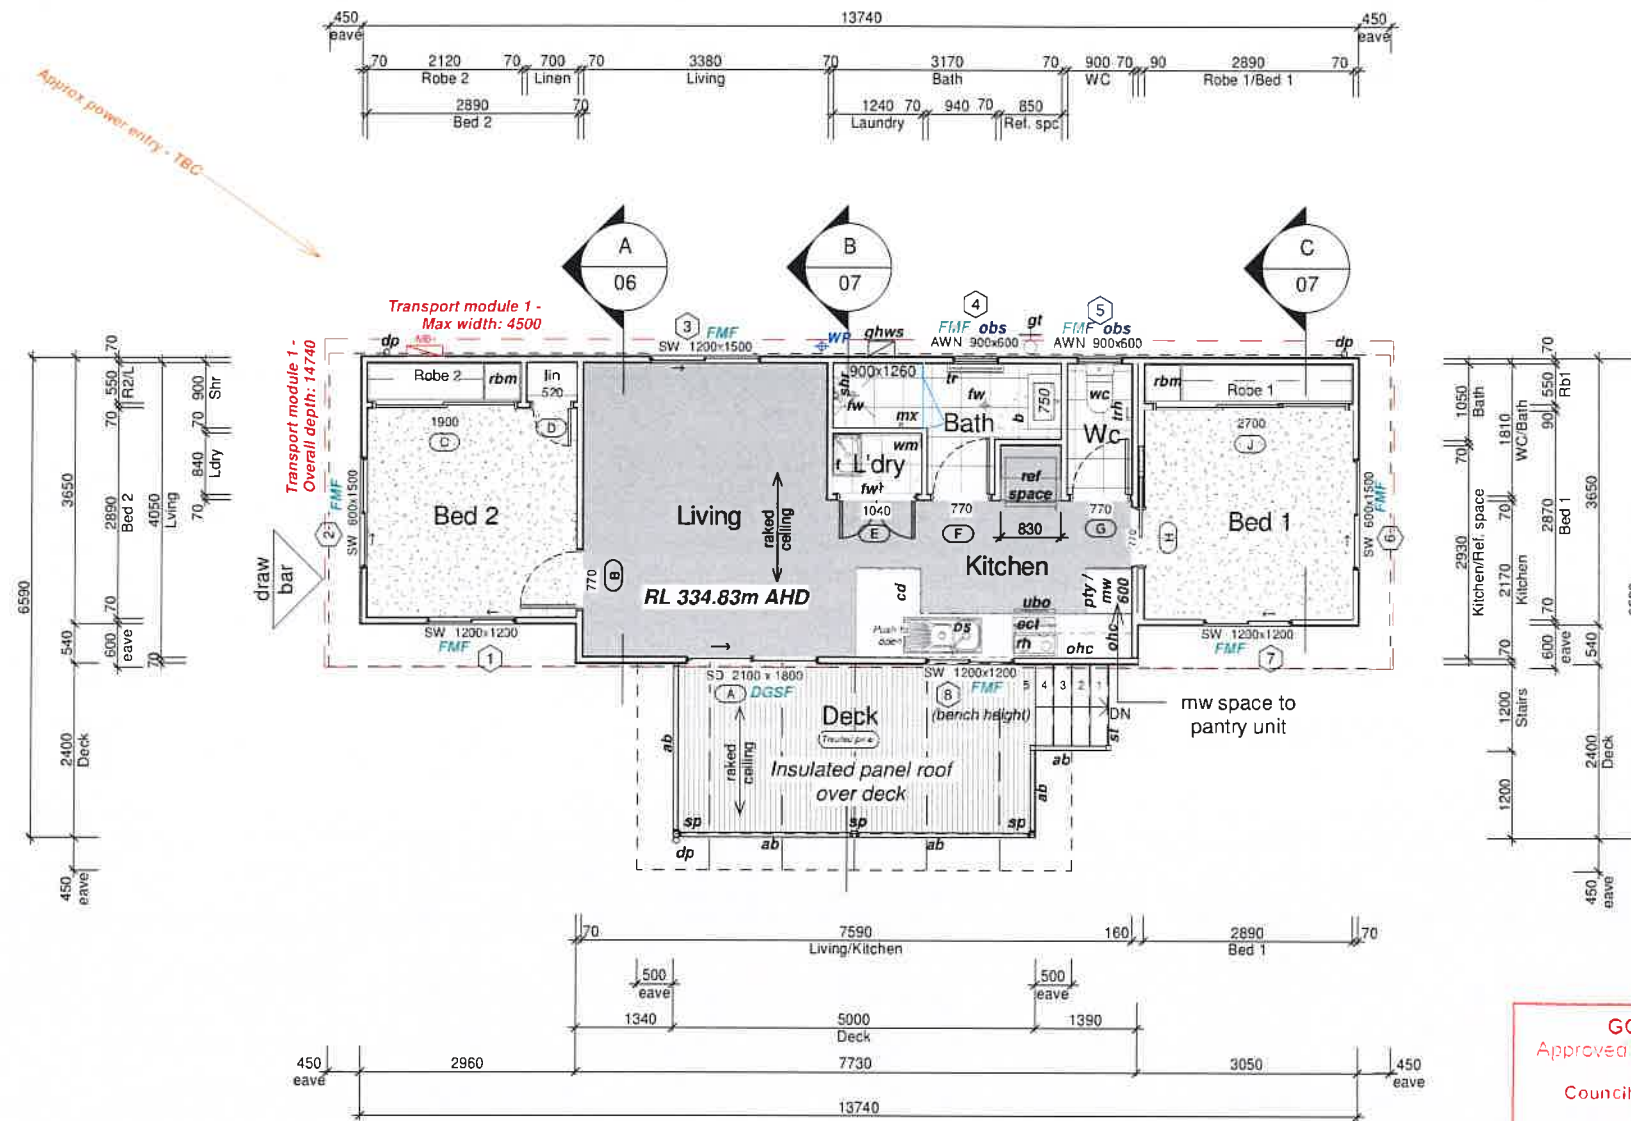 450
13740
450
eave
eave
70 2120 70 700 70 3380 70 3170 70 900 70 90 2890 70
Robe 2 Linen Living Bath WC Robe 1/Bed 1
2890 70
Bed 2
1240 70 940 70 850
Laundry Ref. spc
Approx power entry - TBC
A
06
B
07
C
07
Transport module 1 -
Max width: 4500
Transport module 1 -
Overall depth: 14740
dp
3 FMF
SW 1200x1500
WP
ghws
4
FMF obs
AWN 900x600
gt
5
FMF obs
AWN 900x600
dp
Robe 2 rbm
lin
520
900x1260
shr
fw
mx
tr
fw
b
750
Bath
wc
trh
Wc
rbm Robe 1
1900
C
D
2700
J
wm
L'dry
fw
ref
space
1040
E
770
F
830
770
G
770
H
Bed 2
Living
raked
ceiling
Kitchen
Bed 1
770
B
RL 334.83m AHD
cd
pty /
mw
600
ubo
ect
rh
ohc
ohc
Push to
open
DS
2
FMF
SW 600x1500
SW 600x1500
FMF
6
draw
bar
SW 1200x1200
FMF
1
SD 2100 x 1800
A DGSF
SW 1200x1200
8 FMF
(bench height)
SW 1200x1200
FMF
7
5 4 3 2 1
DN
st
mw space to
pantry unit
Deck
Treated pine
raked
ceiling
Insulated panel roof
over deck
ab
ab
ab
sp
sp
sp
dp
ab
ab
6590
3650
540
2400
Deck
450
eave
70
550
R2/L
70
2890
Bed 2
70
600
eave
4050
Lving
70
900
Shr
70
840
Ldry
70
1050
Bath
70
2930
Kitchen/Ref. space
70
1810
WC/Bath
70
2170
Kitchen
1200
Stairs
1200
70
550
Rb1
90
2870
Bed 1
70
600
eave
3650
540
2400
Deck
450
eave
70 7590 160 2890 70
Living/Kitchen Bed 1
500
eave
500
eave
1340 5000 1390
Deck
450
eave
2960 7730 3050
450
eave
13740
Approved
Council